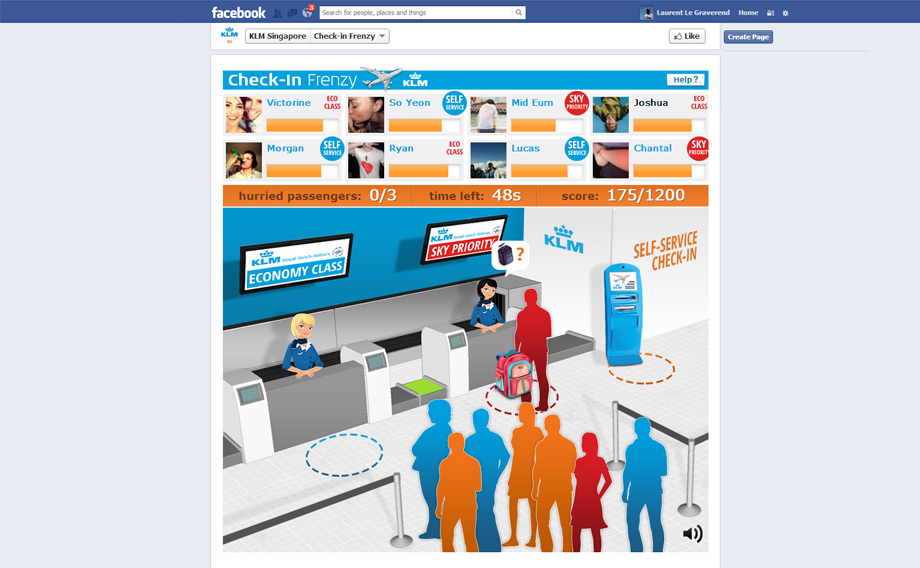 facebook
3
Search for people, places and things
Laurent Le Graverend
Home
KLM
KLM Singapore
Check-in Frenzy
Like
Create Page
Check-In Frenzy
KLM
Help ?
Victorine
ECO CLASS
So Yeon
SELF SERVICE
Mid Eum
SKY PRIORITY
Joshua
ECO CLASS
Morgan
SELF SERVICE
Ryan
ECO CLASS
Lucas
SELF SERVICE
Chantal
SKY PRIORITY
hurried passengers: 0/3
time left: 48s
score: 175/1200
KLM Royal Dutch Airlines
ECONOMY CLASS
KLM Royal Dutch Airlines
SKY PRIORITY
?
KLM
SELF-SERVICE
CHECK-IN